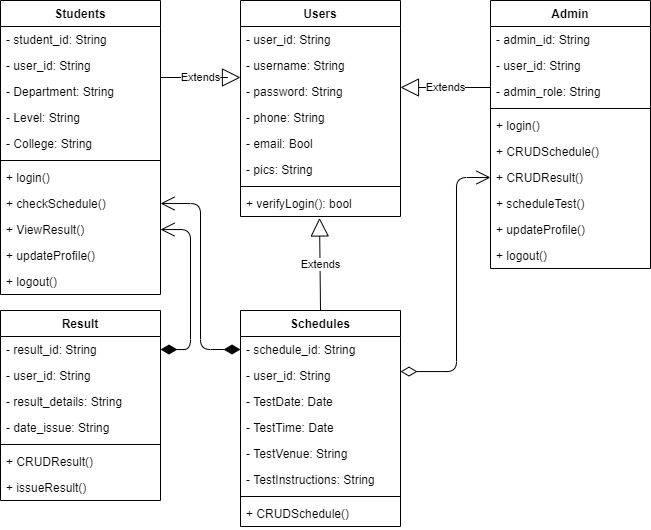 Students
- student_id: String
- user_id: String
- Department: String
- Level: String
- College: String
+ login()
+ checkSchedule()
+ ViewResult()
+ updateProfile()
+ logout()
Users
- user_id: String
- username: String
- password: String
- phone: String
- email: Bool
- pics: String
+ verifyLogin(): bool
Admin
- admin_id: String
- user_id: String
- admin_role: String
+ login()
+ CRUDSchedule()
+ CRUDResult()
+ scheduleTest()
+ updateProfile()
+ logout()
Extends
Extends
Extends
Result
- result_id: String
- user_id: String
- result_details: String
- date_issue: String
+ CRUDResult()
+ issueResult()
Schedules
- schedule_id: String
- user_id: String
- TestDate: Date
- TestTime: Date
- TestVenue: String
- TestInstructions: String
+ CRUDSchedule()